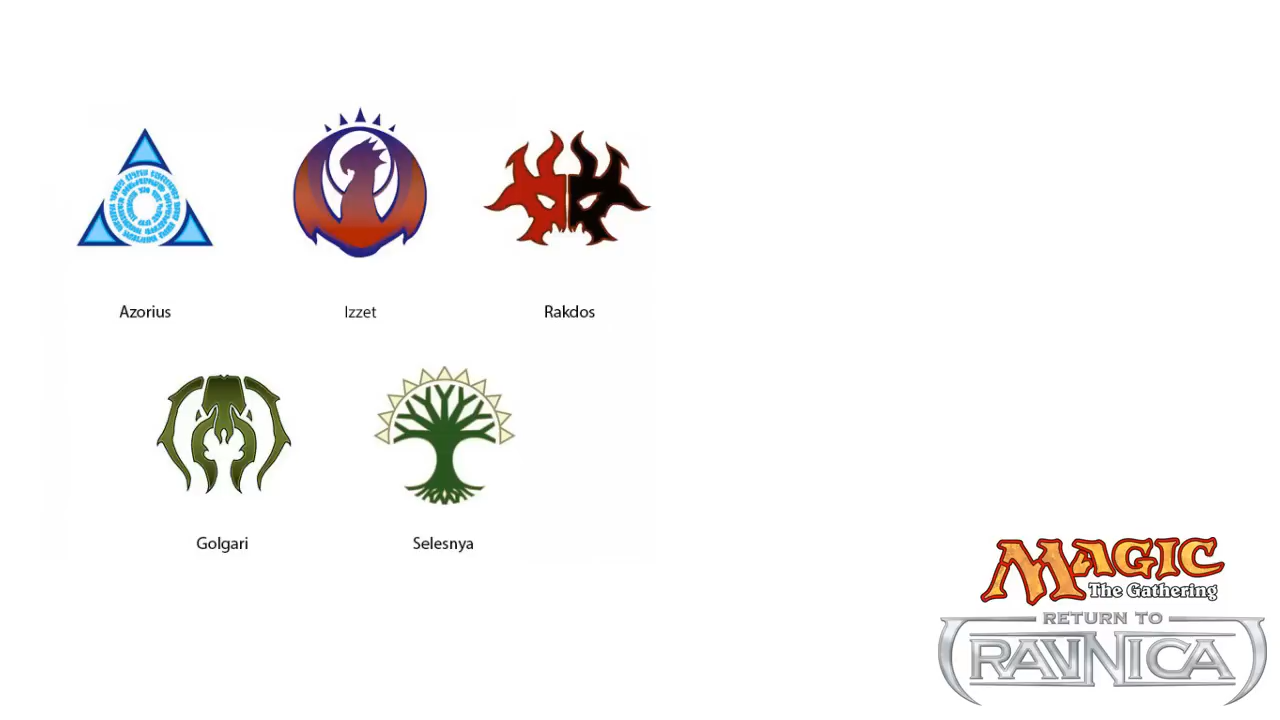 Azorius
Izzet
Rakdos
Golgari
Selesnya
MAGIC
The Gathering
RETURN TO
RAVNICA